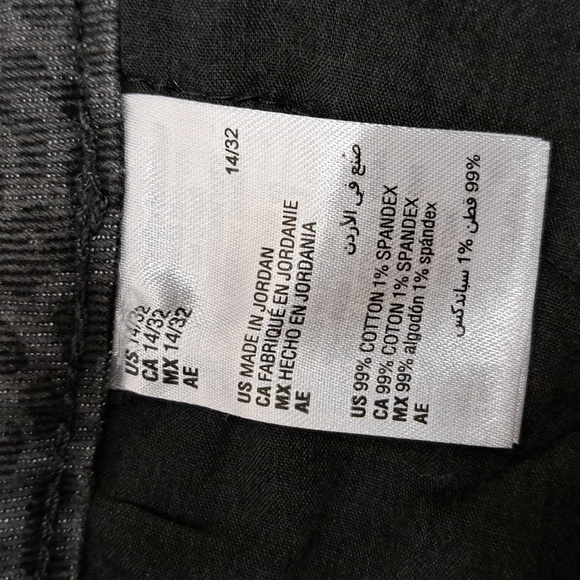 US 14/32
CA 14/32
MX 14/32
AE 14/32
US MADE IN JORDAN
CA FABRIQUÉ EN JORDANIE
MX HECHO EN JORDANIA
AE صنع في الأردن
US 99% COTTON 1% SPANDEX
CA 99% COTON 1% SPANDEX
MX 99% algodón 1% spándex
AE 99% قطن 1% سباندكس